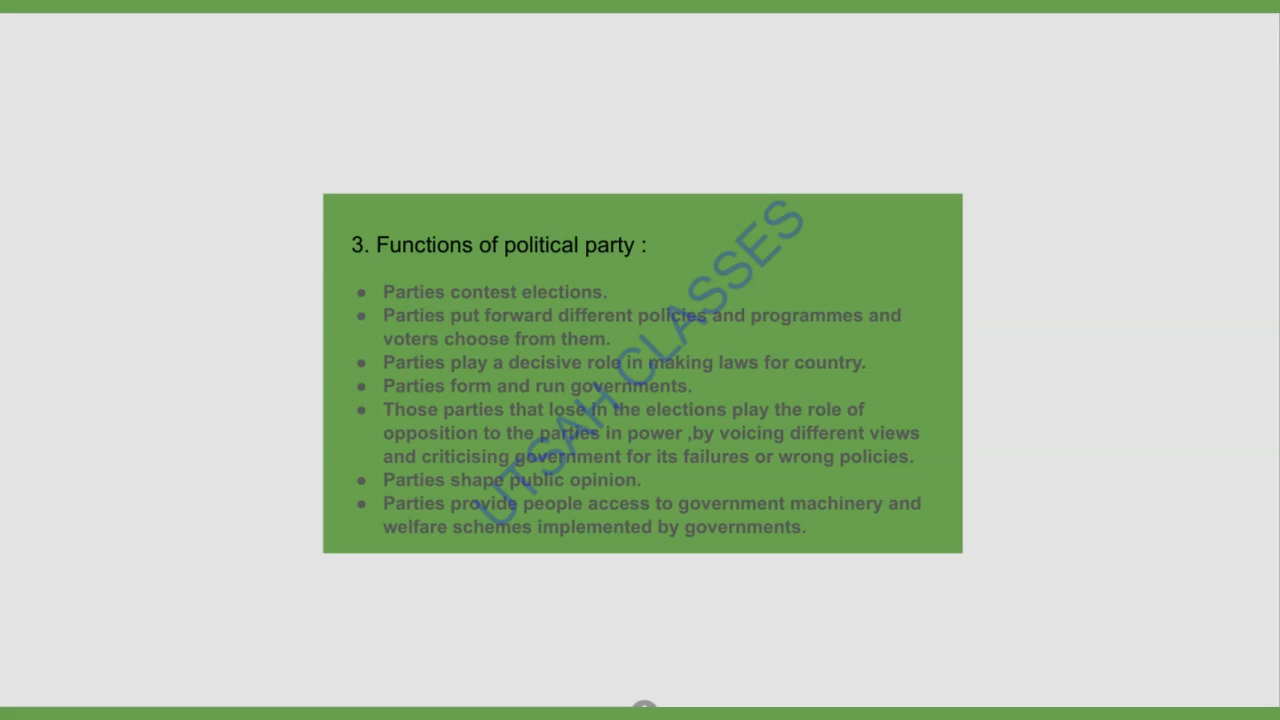 3. Functions of political party :
● Parties contest elections.
● Parties put forward different policies and programmes and
voters choose from them.
● Parties play a decisive role in making laws for country.
● Parties form and run governments.
● Those parties that lose in the elections play the role of
opposition to the parties in power ,by voicing different views
and criticising government for its failures or wrong policies.
● Parties shape public opinion.
● Parties provide people access to government machinery and
welfare schemes implemented by governments.
UTSAH CLASSES